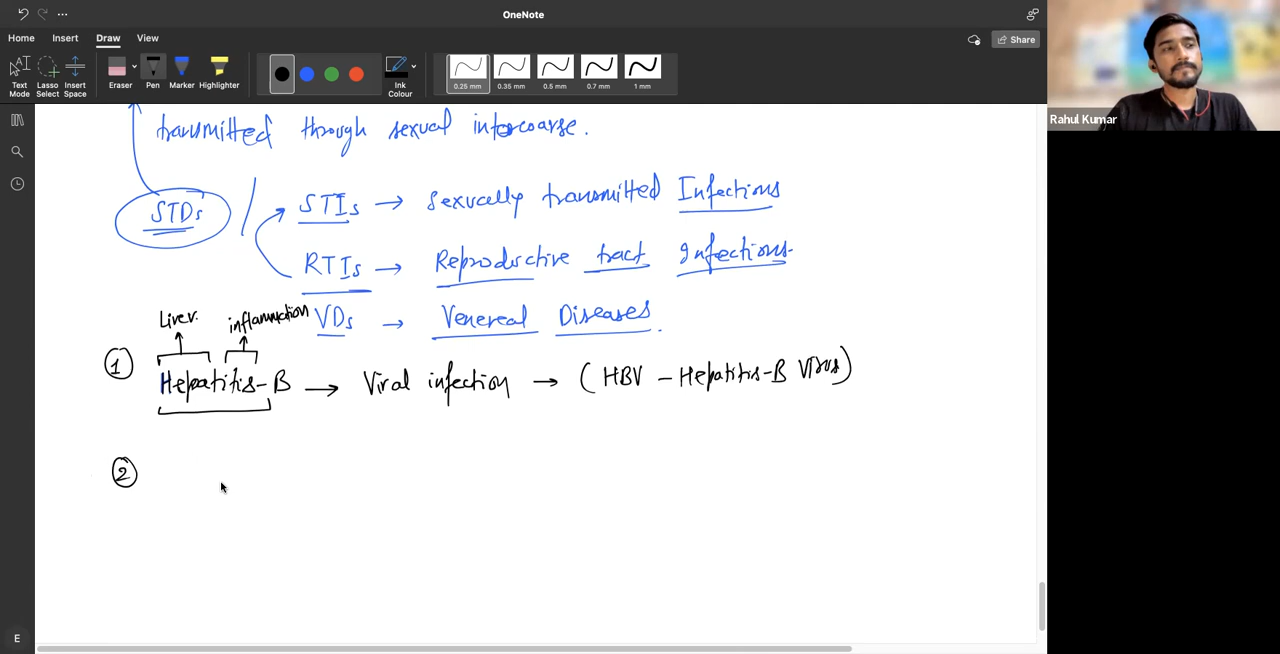 OneNote
Home Insert Draw View
Share
Text Mode Lasso Select Insert Space Eraser Pen Marker Highlighter Ink Colour 0.25 mm 0.35 mm 0.5 mm 0.7 mm 1 mm
Rahul Kumar
transmitted through sexual intercoarse.
STDs / STIs → Sexually transmitted Infections
RTIs → Reproductive tract Infections.
VDs → Venereal Diseases.
Liver. inflammation
1 Hepatitis-B → Viral infection → (HBV - Hepatitis-B Virus)
2
E